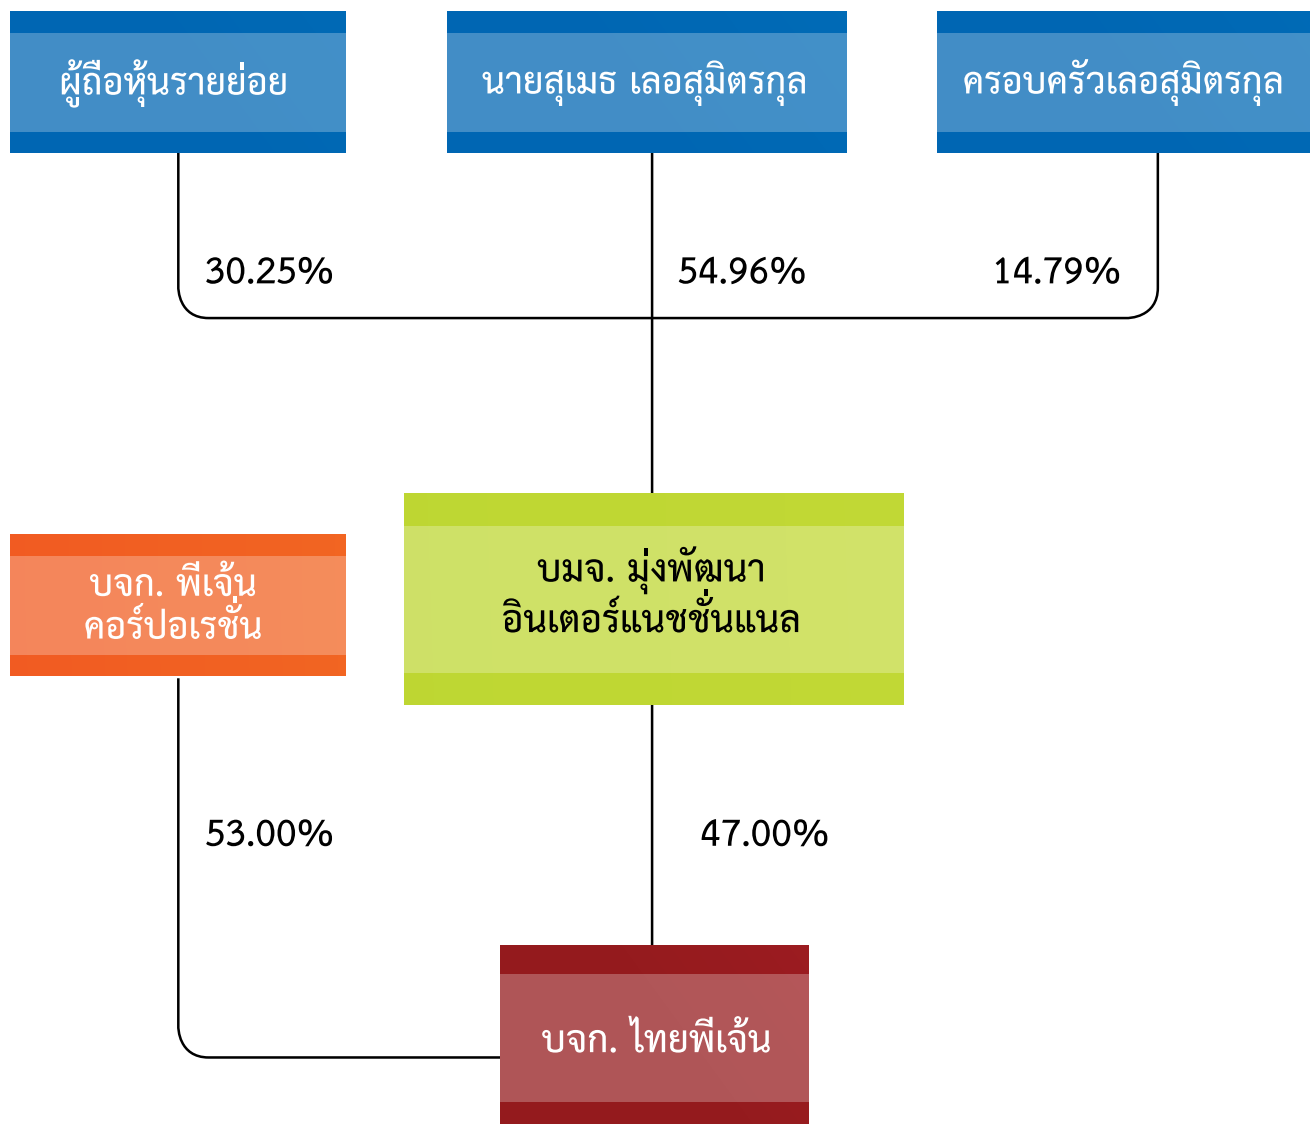 ผู้ถือหุ้นรายย่อย
นายสุเมธ เลอสุมิตรกุล
ครอบครัวเลอสุมิตรกุล
30.25%
54.96%
14.79%
บจก. พีเจ้น
คอร์ปอเรชั่น
บมจ. มุ่งพัฒนา
อินเตอร์แนชชั่นแนล
53.00%
47.00%
บจก. ไทยพีเจ้น